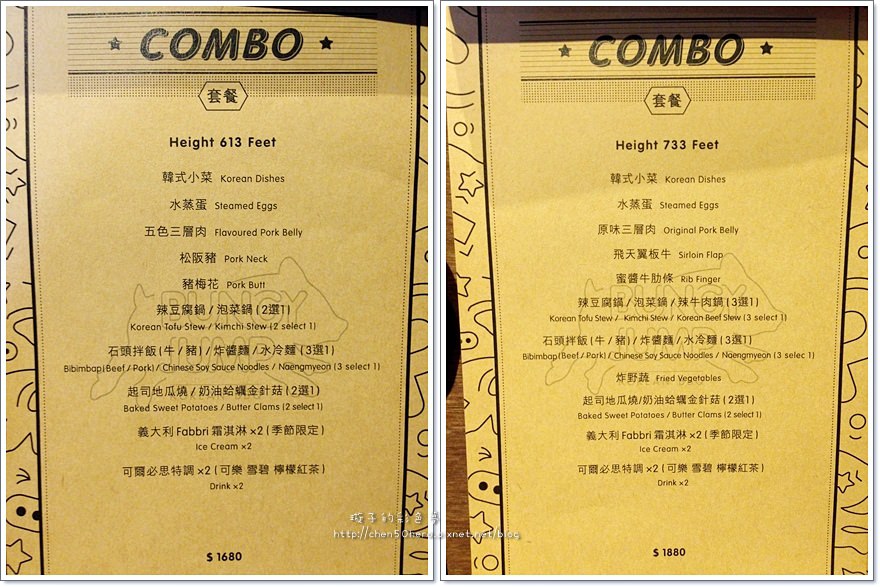 COMBO
套餐
Height 613 Feet
韓式小菜 Korean Dishes
水蒸蛋 Steamed Eggs
五色三層肉 Flavoured Pork Belly
松阪豬 Pork Neck
豬梅花 Pork Butt
辣豆腐鍋/泡菜鍋(2選1)
Korean Tofu Stew / Kimchi Stew (2 select 1)
石頭拌飯(牛/豬)/炸醬麵/水冷麵(3選1)
Bibimbap(Beef/Pork)/Chinese Soy Sauce Noodles/Naengmyeon(3 selec 1)
起司地瓜燒/奶油蛤蠣金針菇(2選1)
Baked Sweet Potatoes / Butter Clams (2 select 1)
義大利Fabbri霜淇淋 ×2(季節限定)
Ice Cream ×2
可爾必思特調 ×2(可樂 雪碧 檸檬紅茶)
Drink ×2
$ 1680
COMBO
套餐
Height 733 Feet
韓式小菜 Korean Dishes
水蒸蛋 Steamed Eggs
原味三層肉 Original Pork Belly
飛天翼板牛 Sirloin Flap
蜜醬牛肋條 Rib Finger
辣豆腐鍋/泡菜鍋/辣牛肉鍋(3選1)
Korean Tofu Stew / Kimchi Stew / Korean Beef Stew (3 select 1)
石頭拌飯(牛/豬)/炸醬麵/水冷麵(3選1)
Bibimbap(Beef/Pork)/Chinese Soy Sauce Noodles/Naengmyeon(3 selec 1)
炸野蔬 Fried Vegetables
起司地瓜燒/奶油蛤蠣金針菇(2選1)
Baked Sweet Potatoes / Butter Clams (2 select 1)
義大利Fabbri霜淇淋 ×2(季節限定)
Ice Cream ×2
可爾必思特調 ×2(可樂 雪碧 檸檬紅茶)
Drink ×2
$ 1880